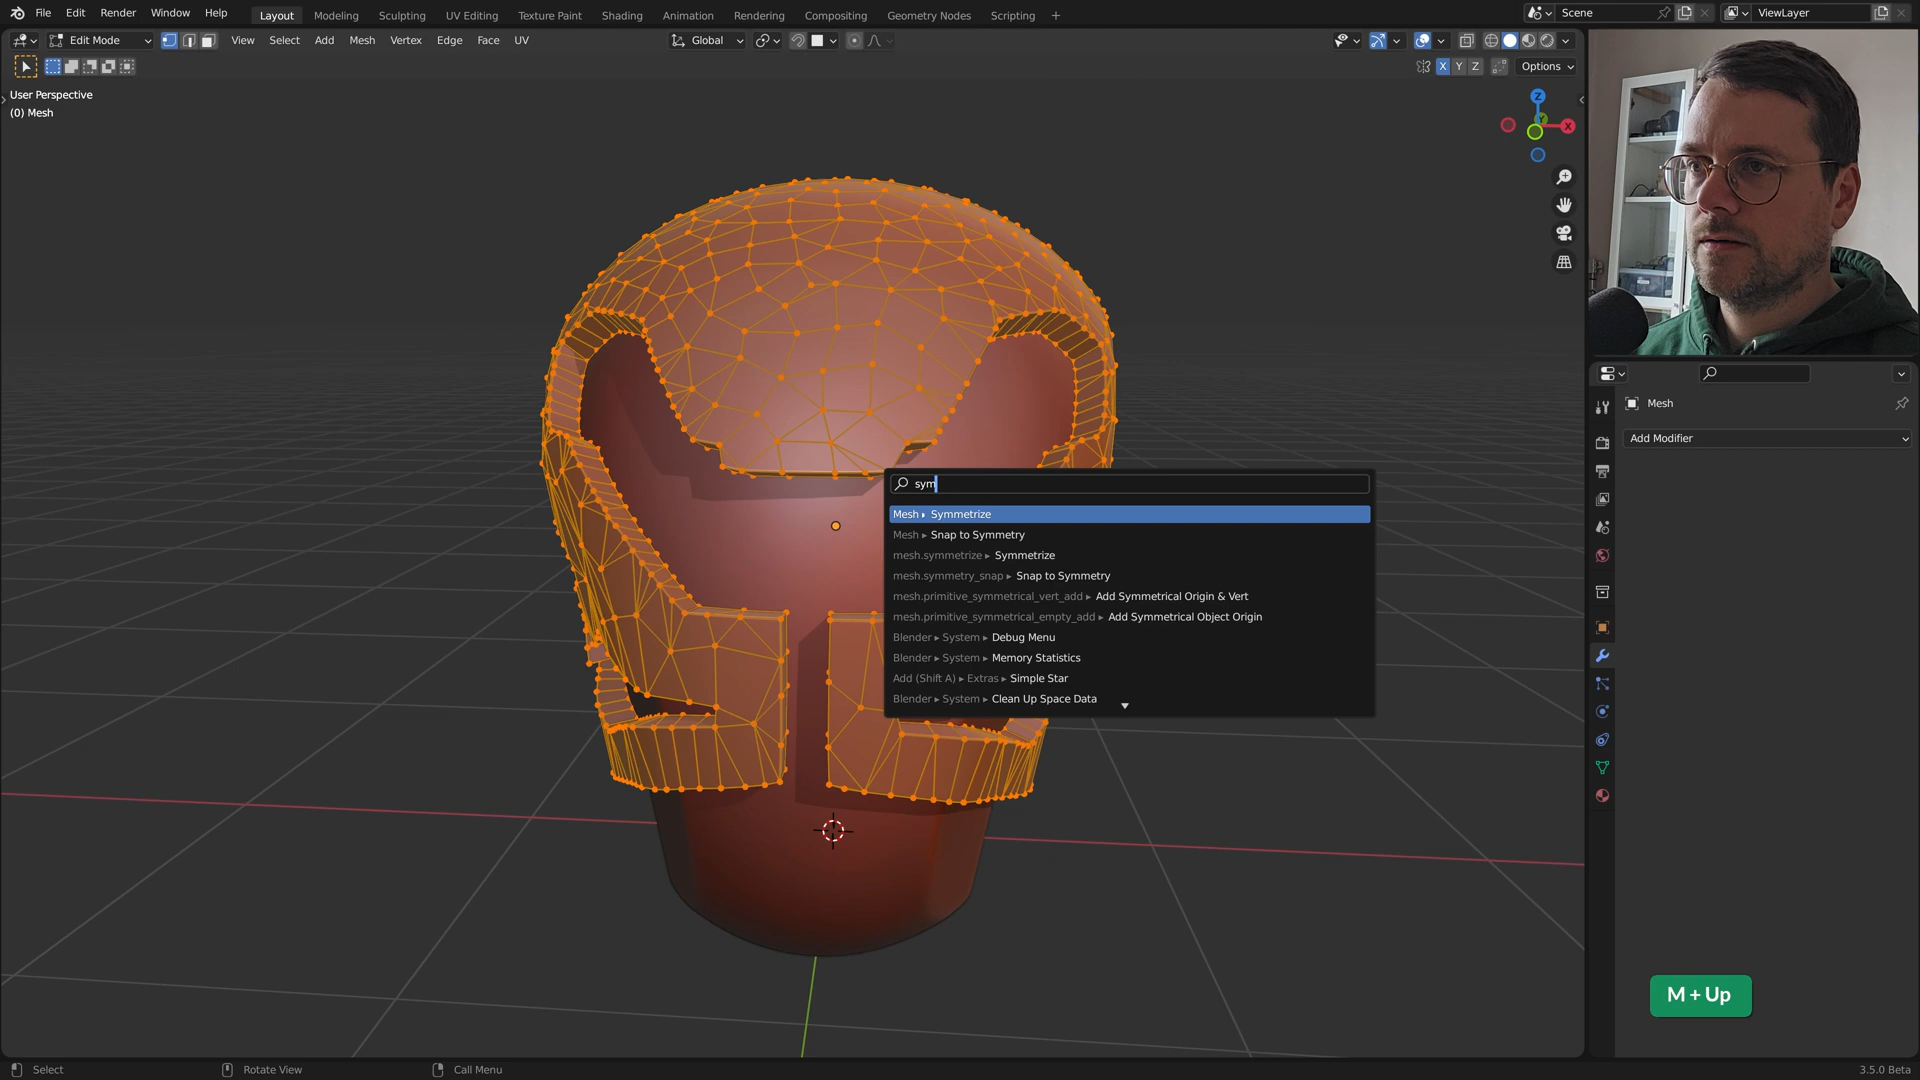 File Edit Render Window Help
Layout Modeling Sculpting UV Editing Texture Paint Shading Animation Rendering Compositing Geometry Nodes Scripting +
Scene
ViewLayer
Edit Mode View Select Add Mesh Vertex Edge Face UV
Global
X Y Z
Options
User Perspective
(0) Mesh
Z
Y
X
sym
Mesh ▸ Symmetrize
Mesh ▸ Snap to Symmetry
mesh.symmetrize ▸ Symmetrize
mesh.symmetry_snap ▸ Snap to Symmetry
mesh.primitive_symmetrical_vert_add ▸ Add Symmetrical Origin & Vert
mesh.primitive_symmetrical_empty_add ▸ Add Symmetrical Object Origin
Blender ▸ System ▸ Debug Menu
Blender ▸ System ▸ Memory Statistics
Add (Shift A) ▸ Extras ▸ Simple Star
Blender ▸ System ▸ Clean Up Space Data
Mesh
Add Modifier
M + Up
Select
Rotate View
Call Menu
3.5.0 Beta